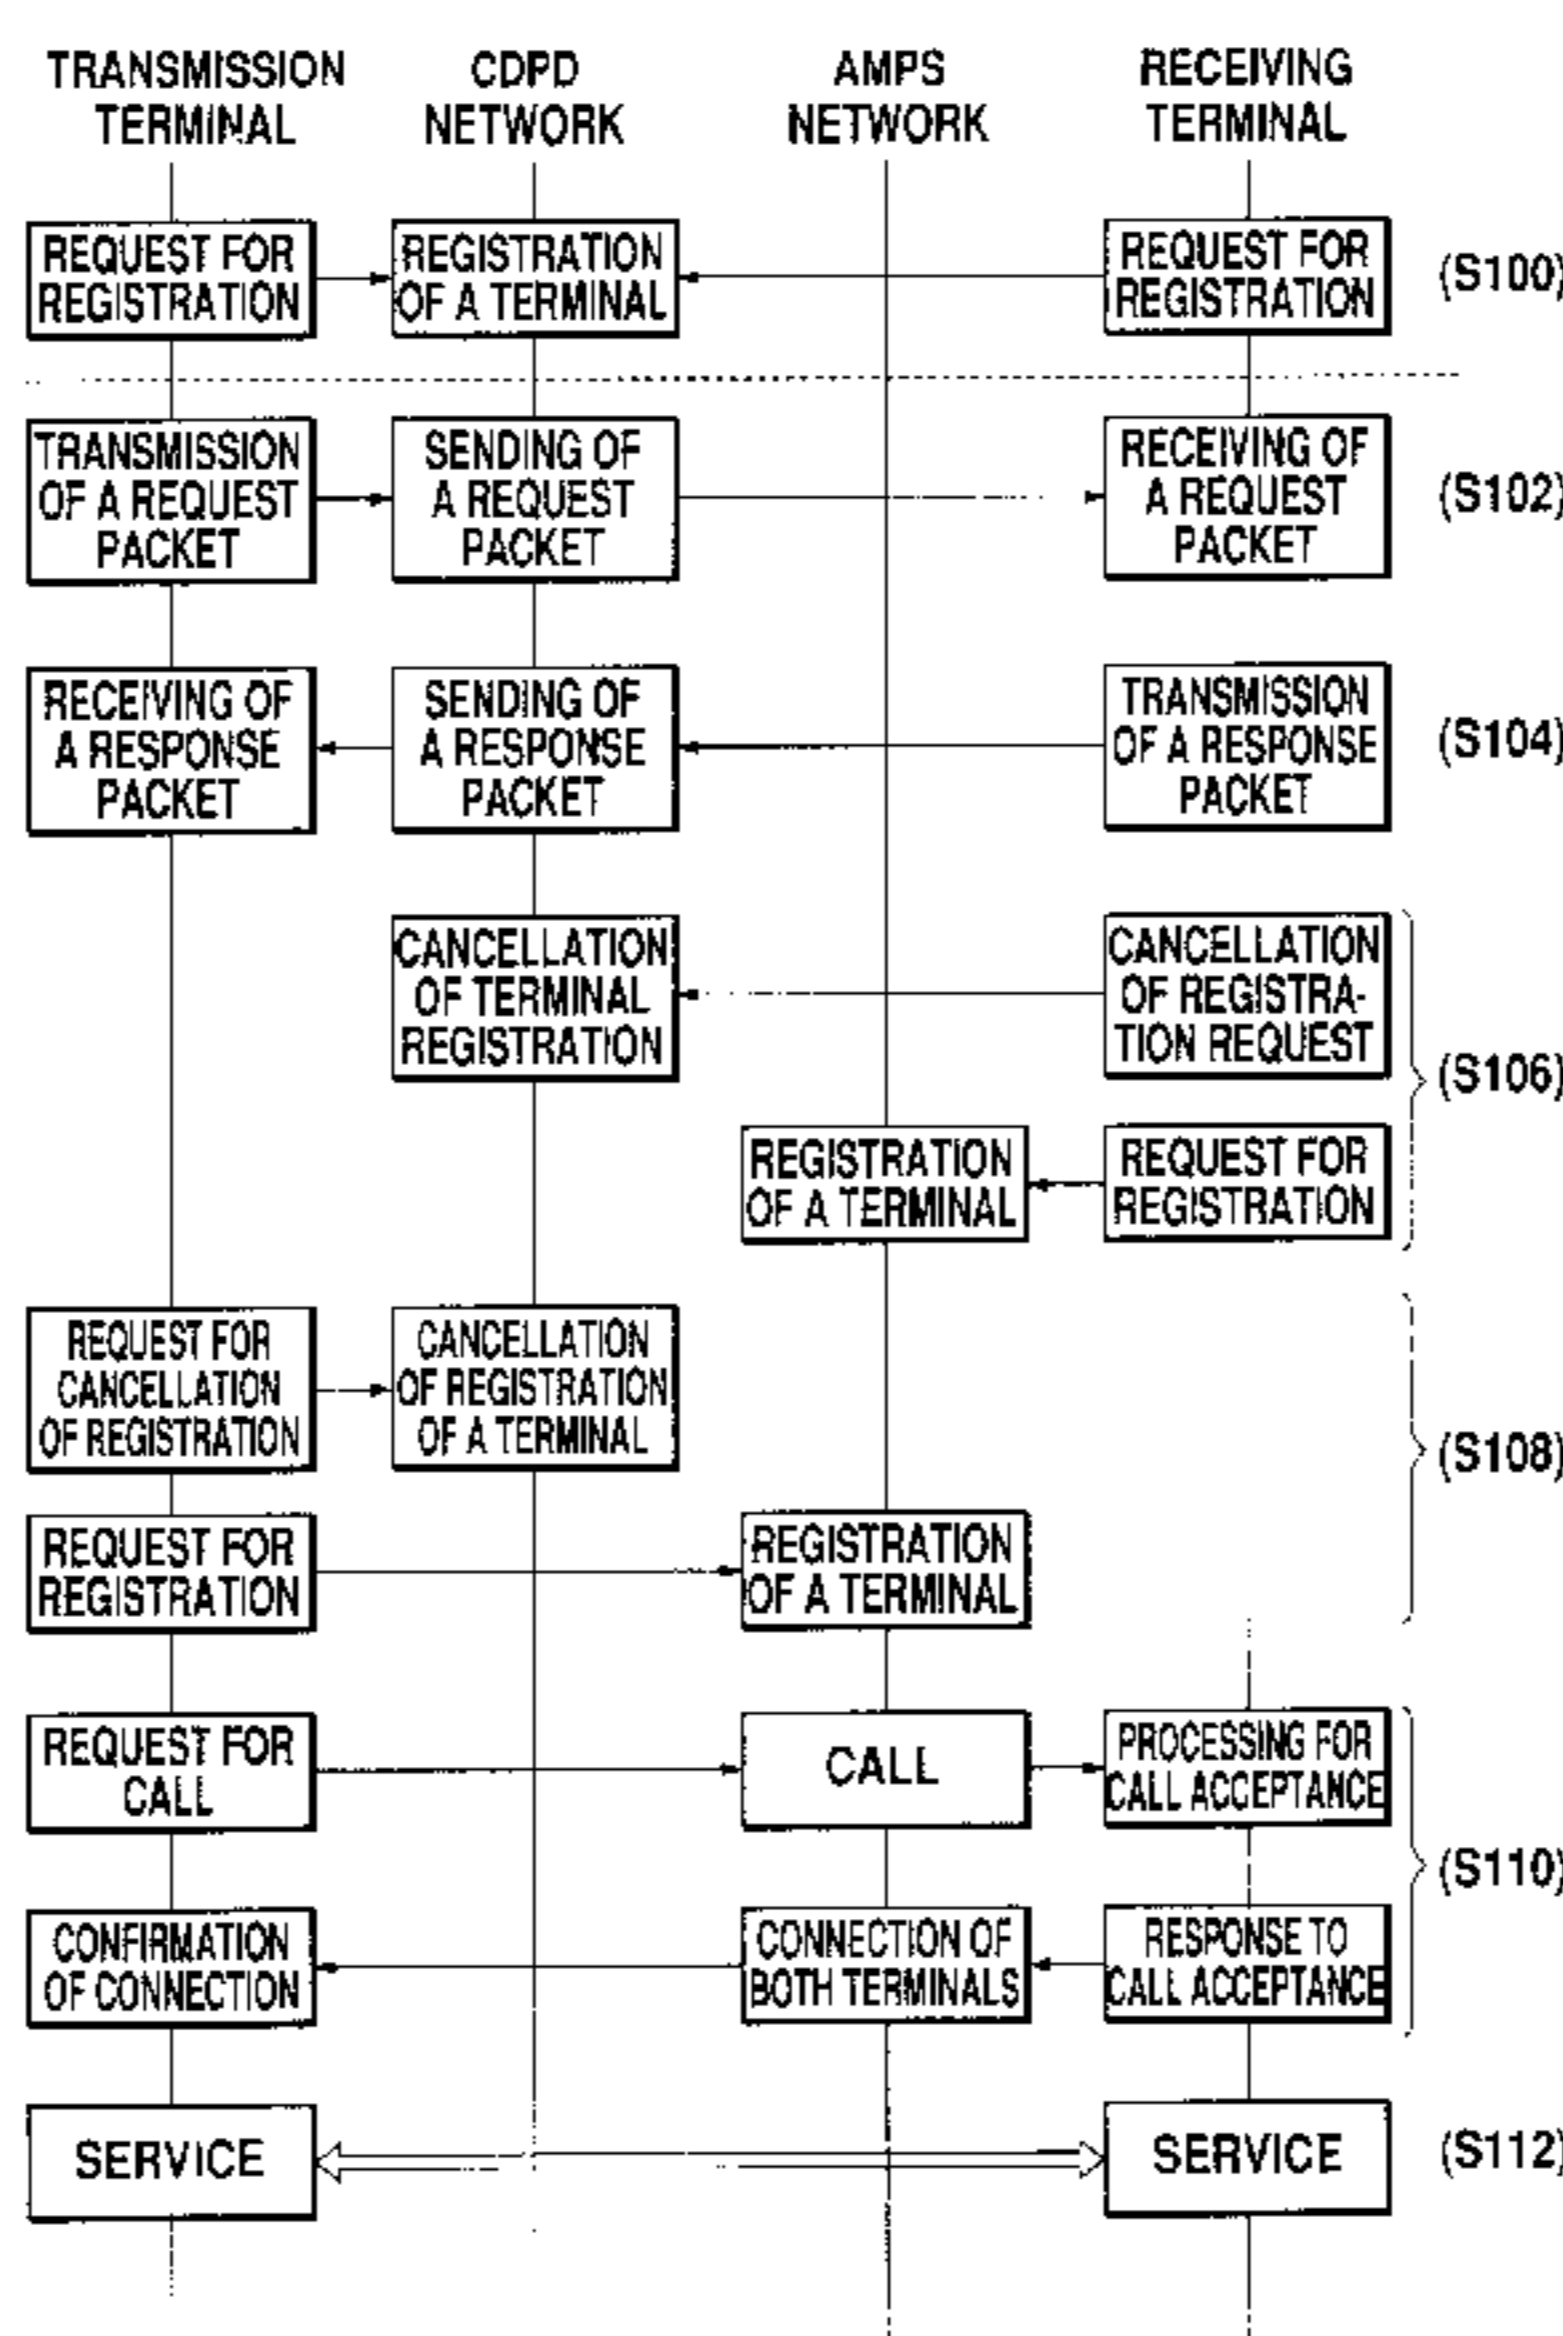 TRANSMISSION
TERMINAL
CDPD
NETWORK
AMPS
NETWORK
RECEIVING
TERMINAL
REQUEST FOR
REGISTRATION
REGISTRATION
OF A TERMINAL
REQUEST FOR
REGISTRATION
(S100)
TRANSMISSION
OF A REQUEST
PACKET
SENDING OF
A REQUEST
PACKET
RECEIVING OF
A REQUEST
PACKET
(S102)
RECEIVING OF
A RESPONSE
PACKET
SENDING OF
A RESPONSE
PACKET
TRANSMISSION
OF A RESPONSE
PACKET
(S104)
CANCELLATION
OF TERMINAL
REGISTRATION
CANCELLATION
OF REGISTRA-
TION REQUEST
(S106)
REGISTRATION
OF A TERMINAL
REQUEST FOR
REGISTRATION
REQUEST FOR
CANCELLATION
OF REGISTRATION
CANCELLATION
OF REGISTRATION
OF A TERMINAL
(S108)
REQUEST FOR
REGISTRATION
REGISTRATION
OF A TERMINAL
REQUEST FOR
CALL
CALL
PROCESSING FOR
CALL ACCEPTANCE
(S110)
CONFIRMATION
OF CONNECTION
CONNECTION OF
BOTH TERMINALS
RESPONSE TO
CALL ACCEPTANCE
SERVICE
SERVICE
(S112)